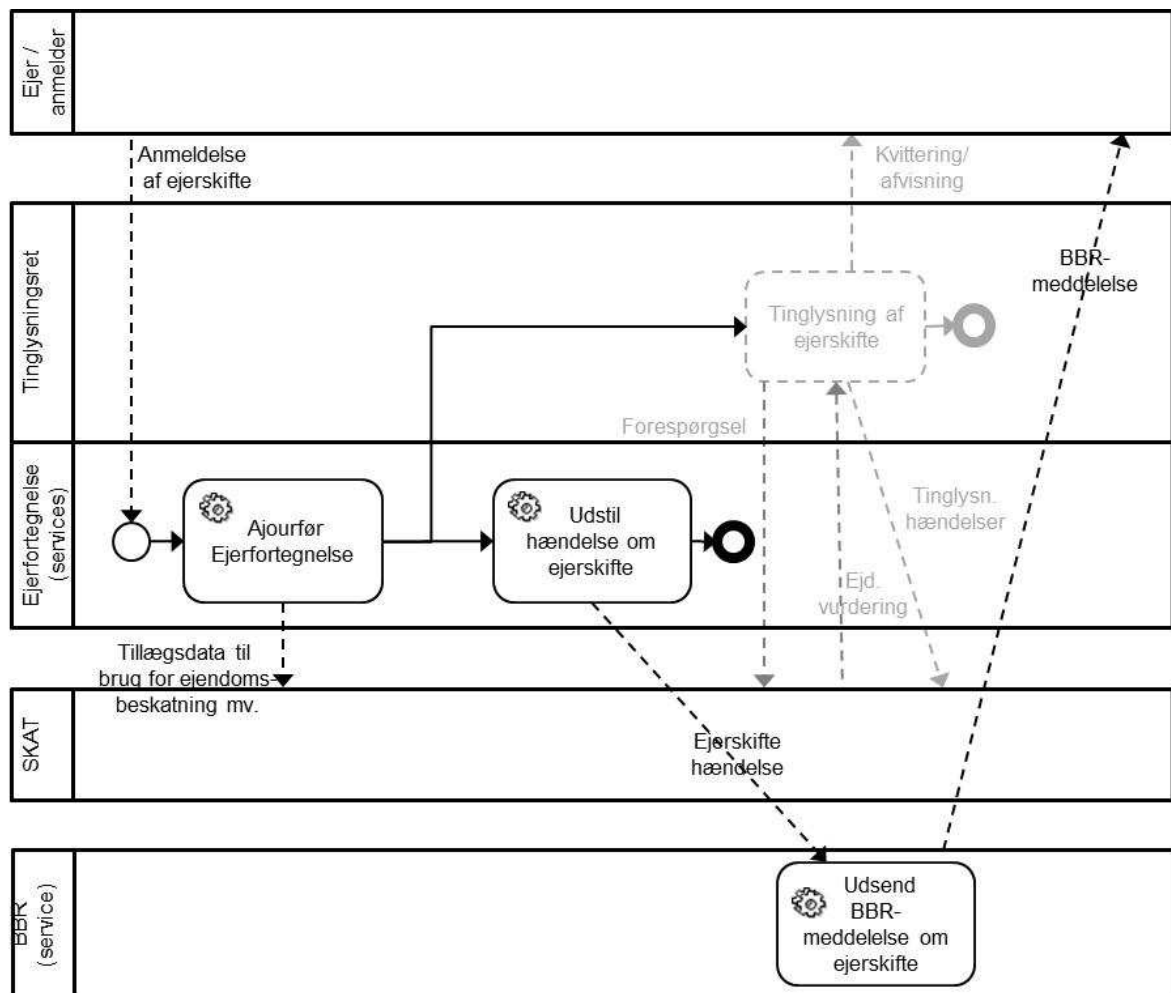 Ejer /
anmelder
Anmeldelse
af ejerskifte
Kvittering/
afvisning
Tinglysningsret
BBR-
meddelelse
Tinglysning af
ejerskifte
Forespørgsel
Ejerfortegnelse
(services)
Ajourfør
Ejerfortegnelse
Udstil
hændelse om
ejerskifte
Tinglysn.
hændelser
Ejd.
vurdering
Tillægsdata til
brug for ejendoms-
beskatning mv.
SKAT
Ejerskifte
hændelse
BBR
(service)
Udsend
BBR-
meddelelse om
ejerskifte